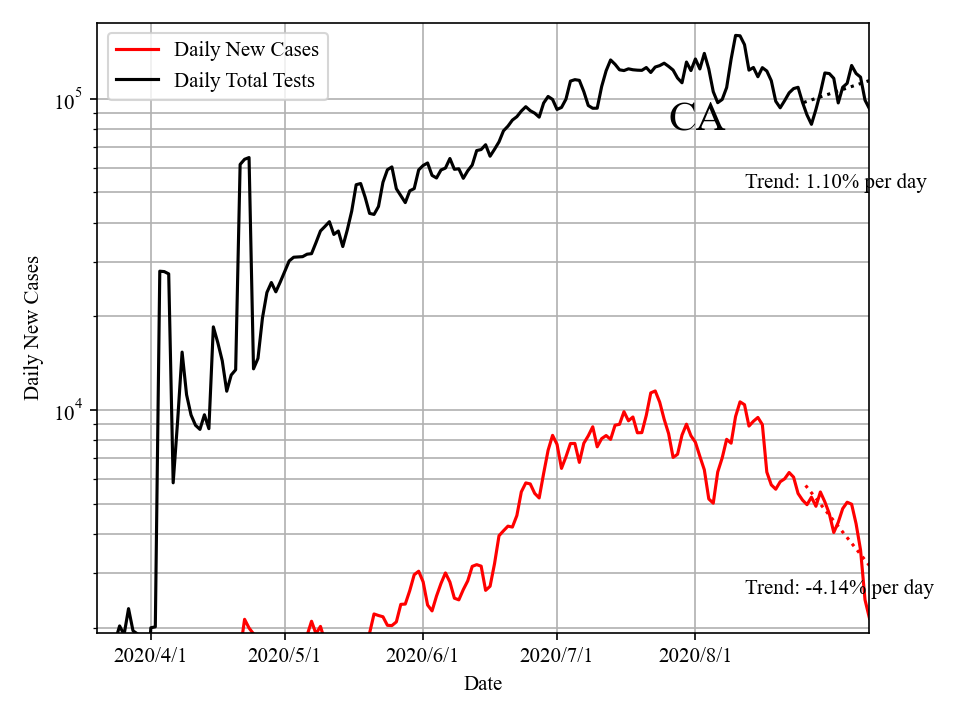 Daily New Cases
Daily Total Tests
10^5
CA
Trend: 1.10% per day
Daily New Cases
10^4
Trend: -4.14% per day
2020/4/1 2020/5/1 2020/6/1 2020/7/1 2020/8/1
Date